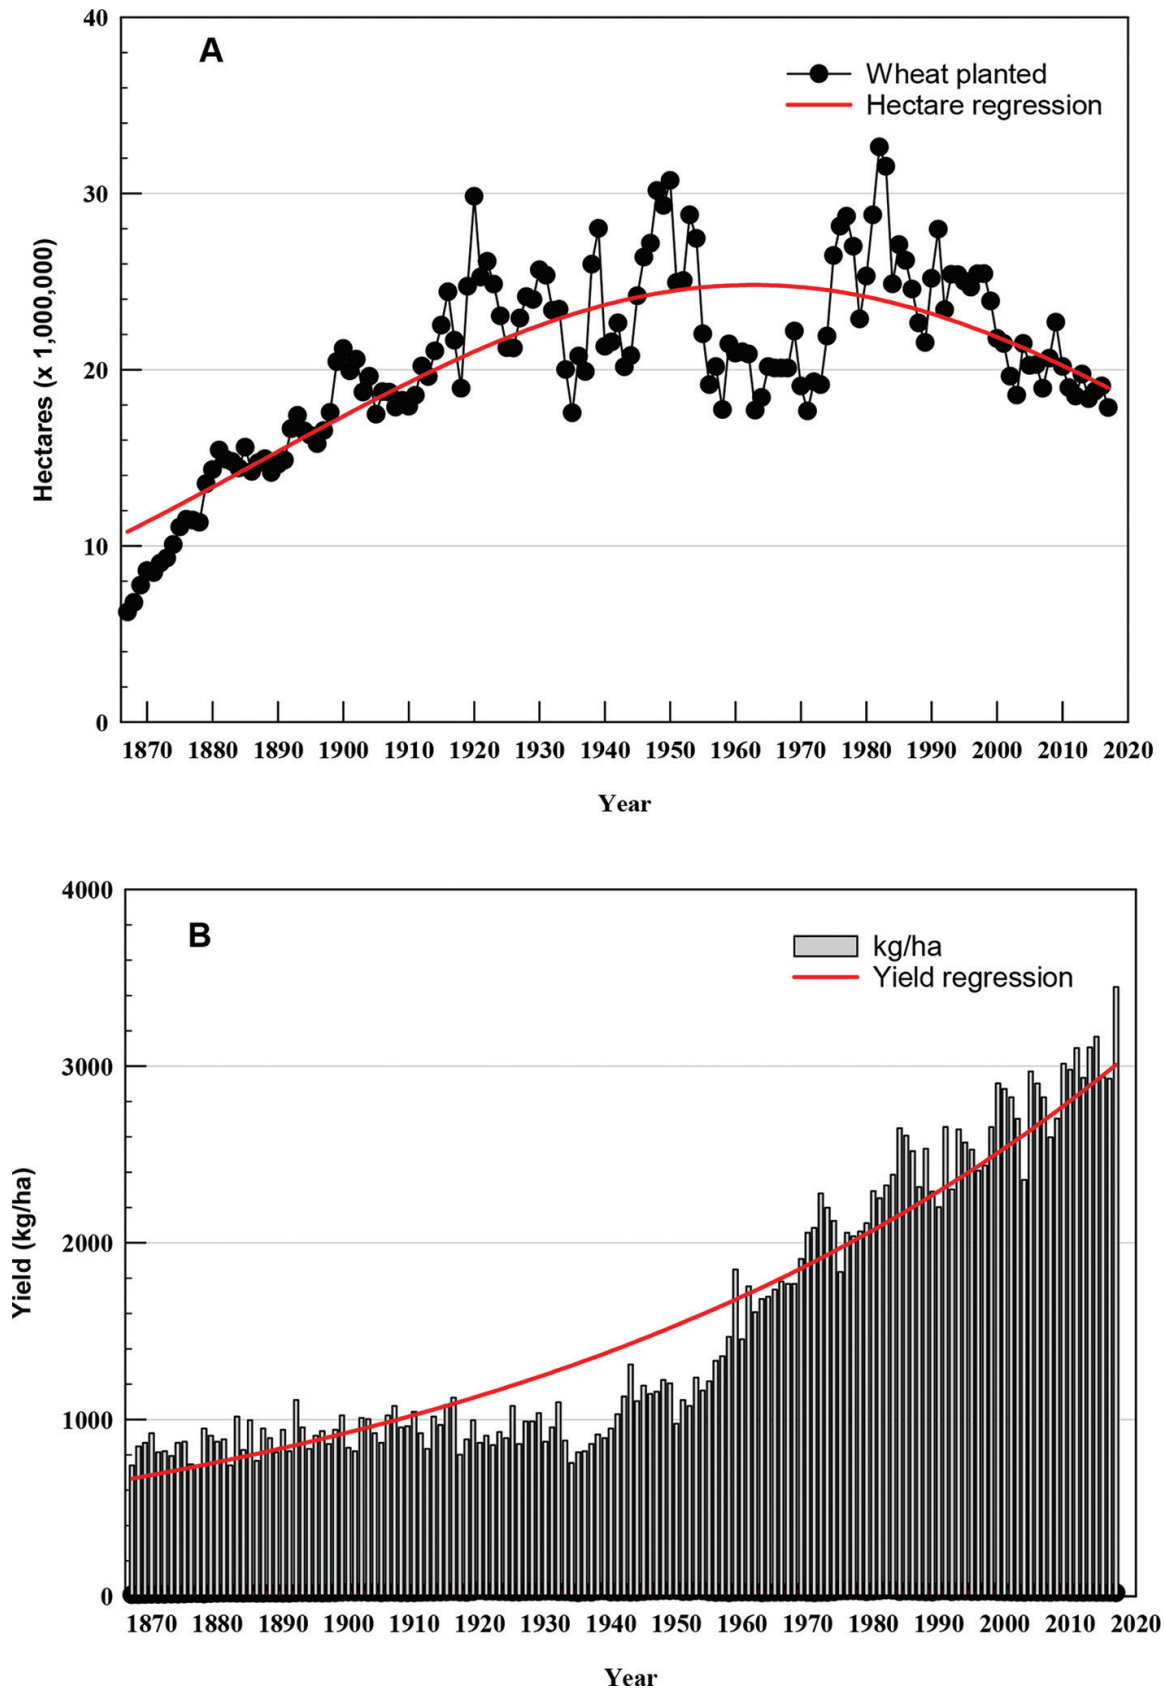 A
Wheat planted
Hectare regression
Hectares (x 1,000,000)
40
30
20
10
0
1870 1880 1890 1900 1910 1920 1930 1940 1950 1960 1970 1980 1990 2000 2010 2020
Year
B
kg/ha
Yield regression
Yield (kg/ha)
4000
3000
2000
1000
0
1870 1880 1890 1900 1910 1920 1930 1940 1950 1960 1970 1980 1990 2000 2010 2020
Year